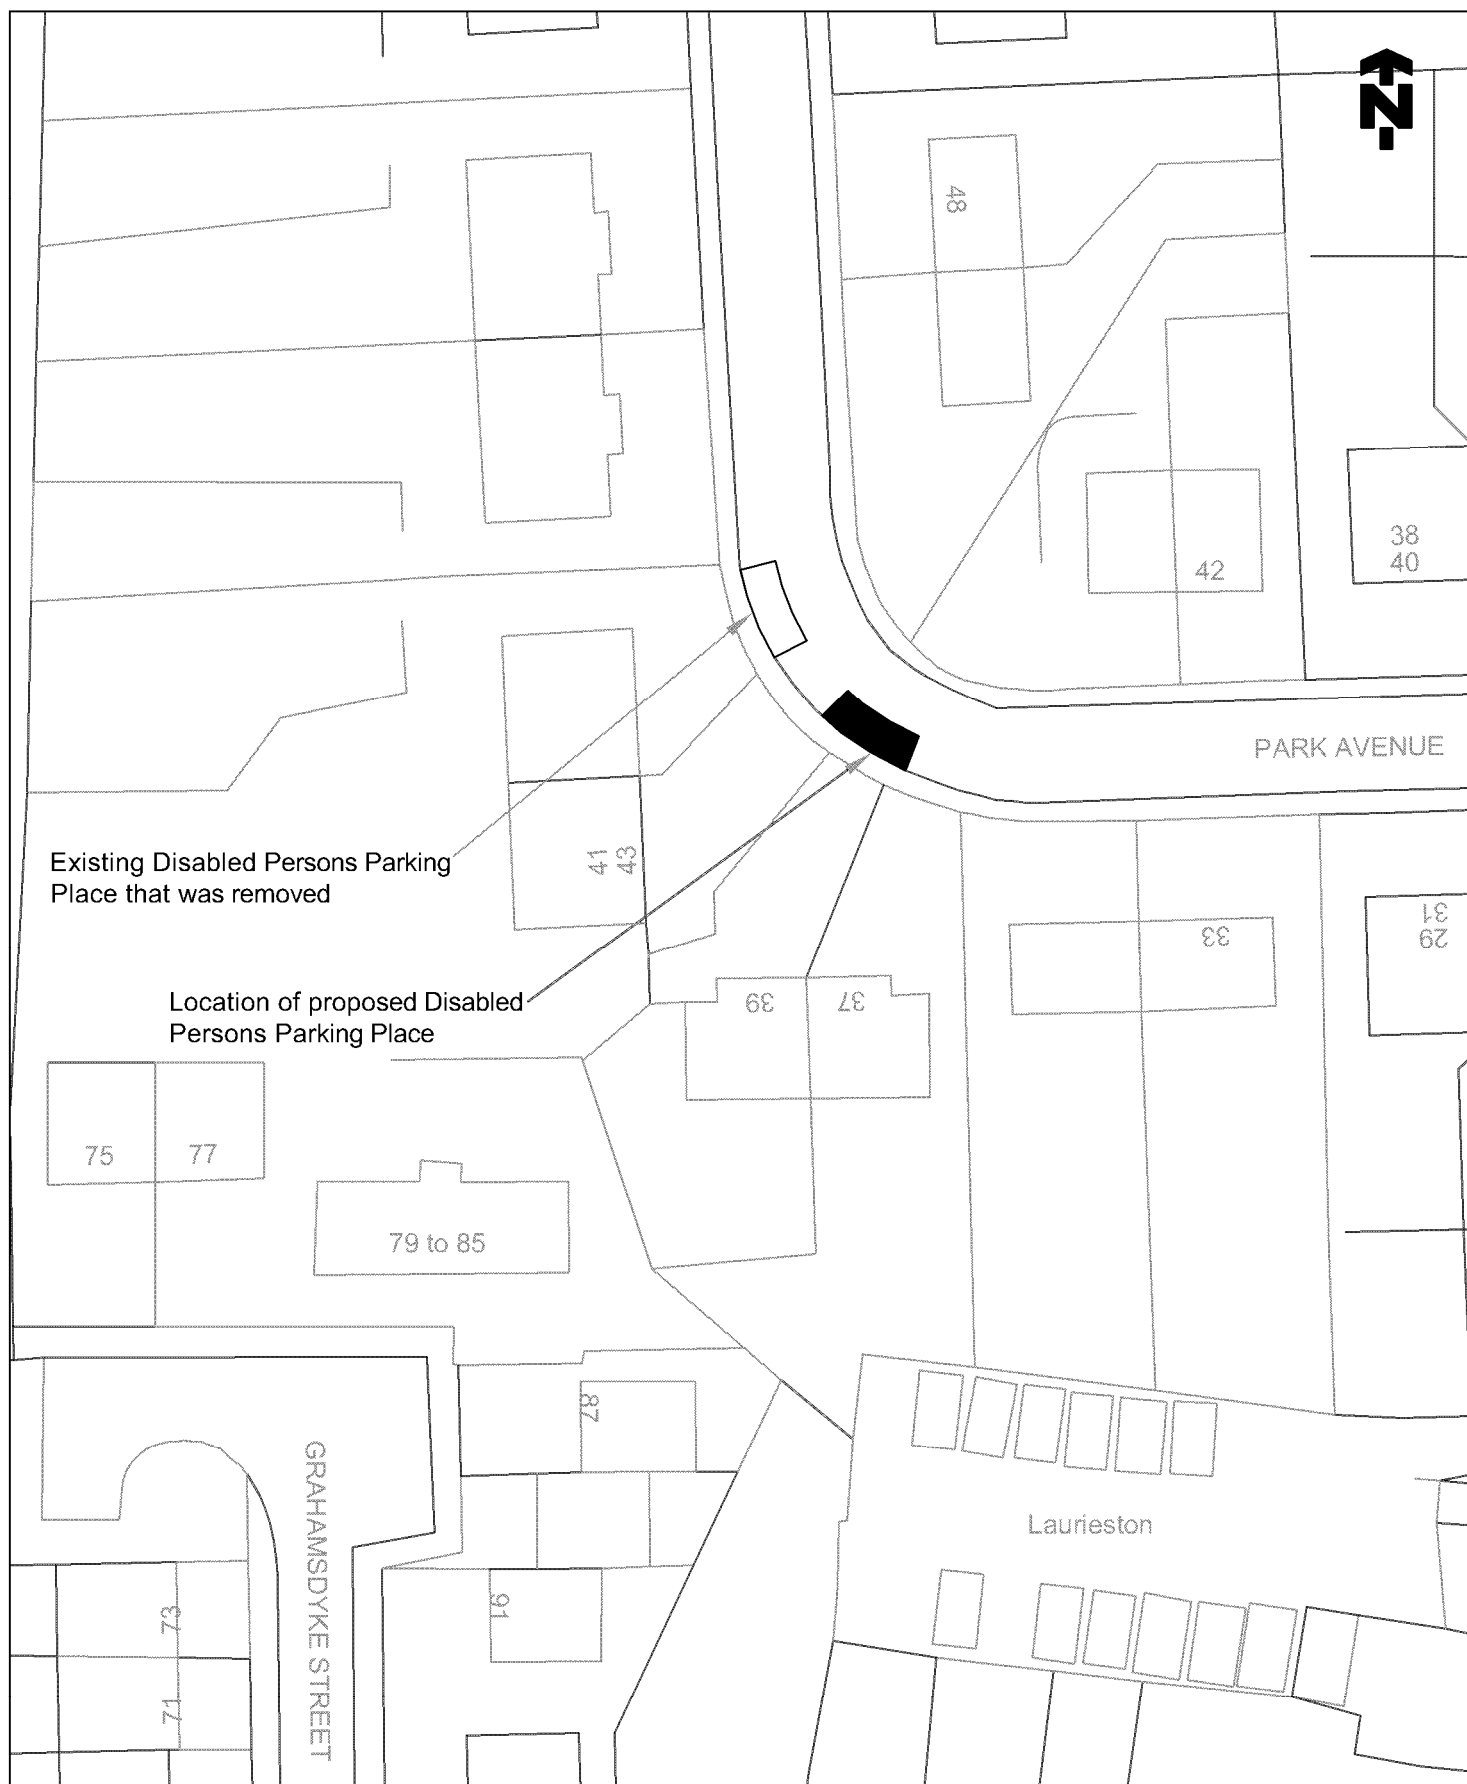 N
48
38
40
42
PARK AVENUE
Existing Disabled Persons Parking
Place that was removed
41
43
31
29
33
Location of proposed Disabled
Persons Parking Place
39
37
75
77
79 to 85
87
GRAHAMSDYKE STREET
Laurieston
91
73
71